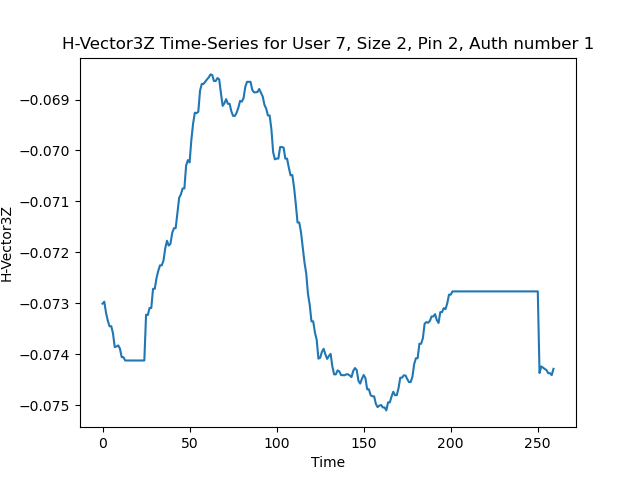 H-Vector3Z Time-Series for User 7, Size 2, Pin 2, Auth number 1
H-Vector3Z
−0.069
−0.070
−0.071
−0.072
−0.073
−0.074
−0.075
0 50 100 150 200 250
Time